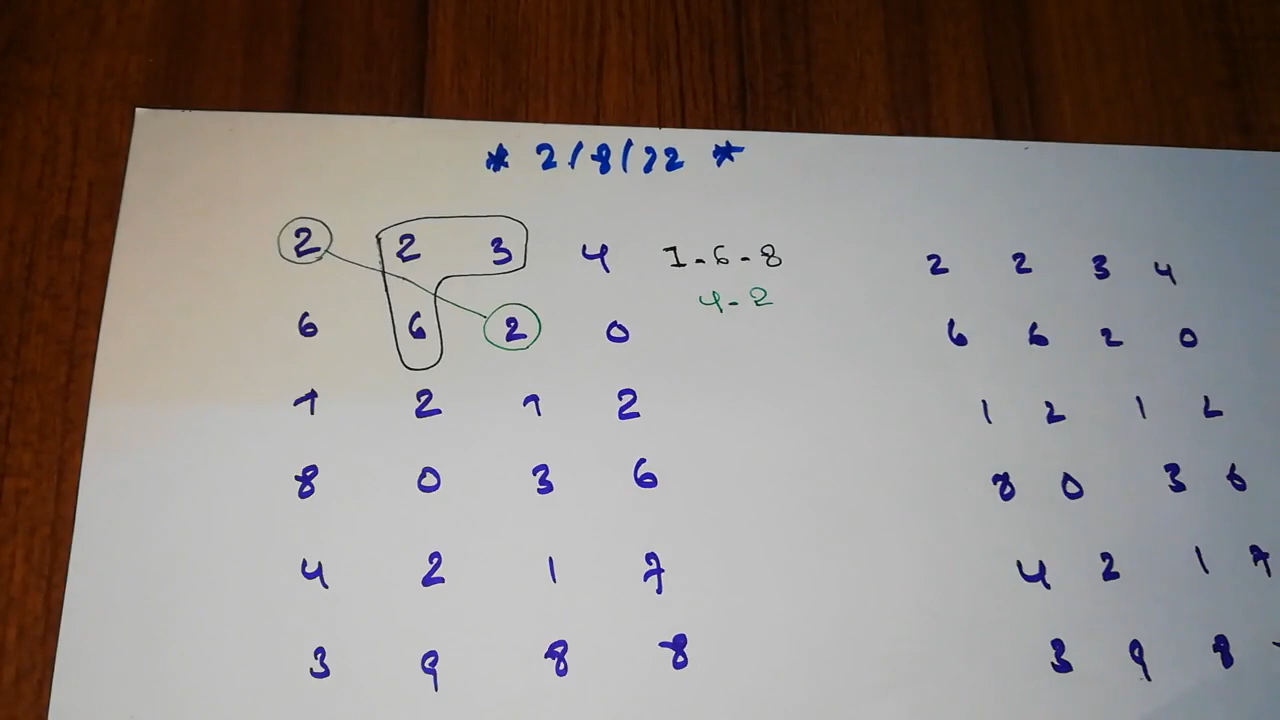 * 2/8/22 *
2 2 3 4 1-6-8
4-2
6 6 2 0
1 2 1 2
8 0 3 6
4 2 1 7
3 9 8 8
2 2 3 4
6 6 2 0
1 2 1 2
8 0 3 6
4 2 1 7
3 9 8